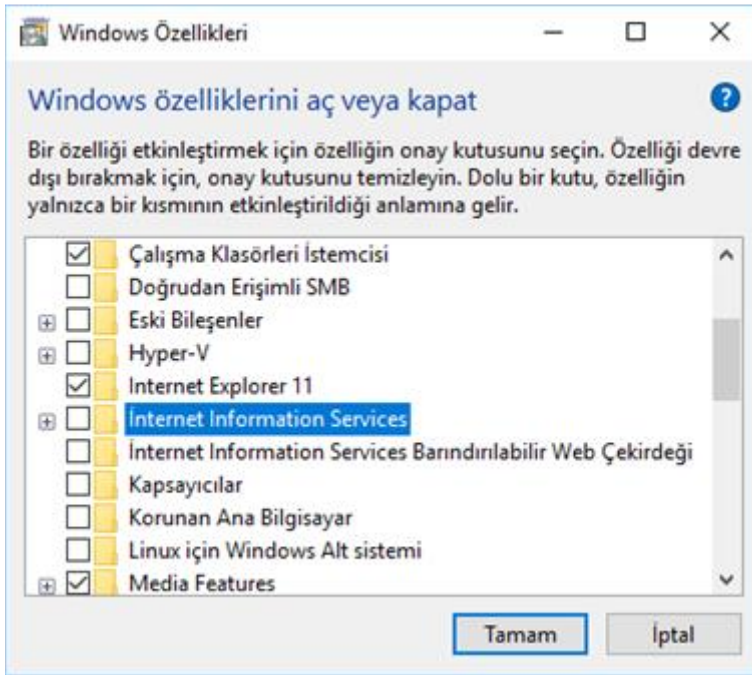 Windows Özellikleri
Windows özelliklerini aç veya kapat
Bir özelliği etkinleştirmek için özelliğin onay kutusunu seçin. Özelliği devre
dışı bırakmak için, onay kutusunu temizleyin. Dolu bir kutu, özelliğin
yalnızca bir kısmının etkinleştirildiği anlamına gelir.
Çalışma Klasörleri İstemcisi
Doğrudan Erişimli SMB
Eski Bileşenler
Hyper-V
Internet Explorer 11
İnternet Information Services
İnternet Information Services Barındırılabilir Web Çekirdeği
Kapsayıcılar
Korunan Ana Bilgisayar
Linux için Windows Alt sistemi
Media Features
Tamam
İptal